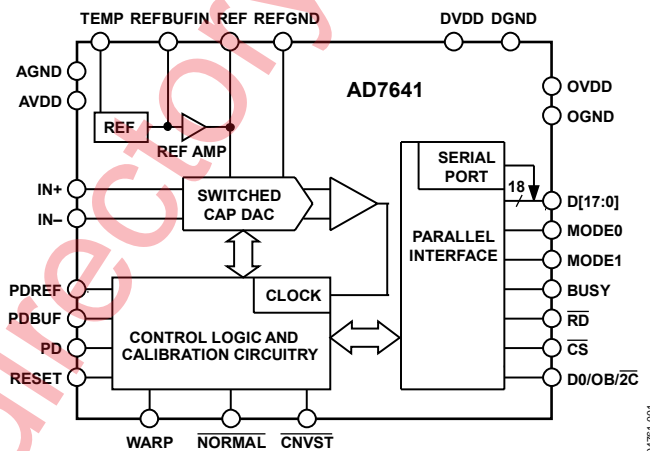 TEMP REFBUFIN REF REFGND DVDD DGND
AGND
AVDD
AD7641
OVDD
OGND
REF
REF AMP
SERIAL
PORT
IN+
IN–
SWITCHED
CAP DAC
18
D[17:0]
PARALLEL
INTERFACE
MODE0
MODE1
BUSY
RD
CS
D0/OB/2C
PDREF
PDBUF
PD
RESET
CLOCK
CONTROL LOGIC AND
CALIBRATION CIRCUITRY
WARP NORMAL CNVST
directory